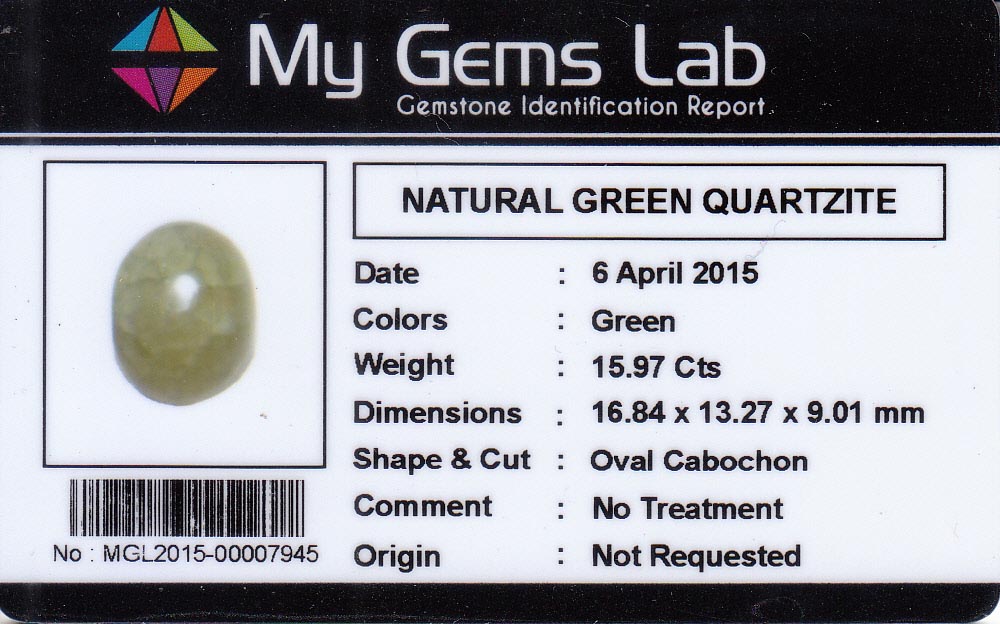 My Gems Lab
Gemstone Identification Report
NATURAL GREEN QUARTZITE
Date : 6 April 2015
Colors : Green
Weight : 15.97 Cts
Dimensions : 16.84 x 13.27 x 9.01 mm
Shape & Cut : Oval Cabochon
Comment : No Treatment
Origin : Not Requested
No : MGL2015-00007945